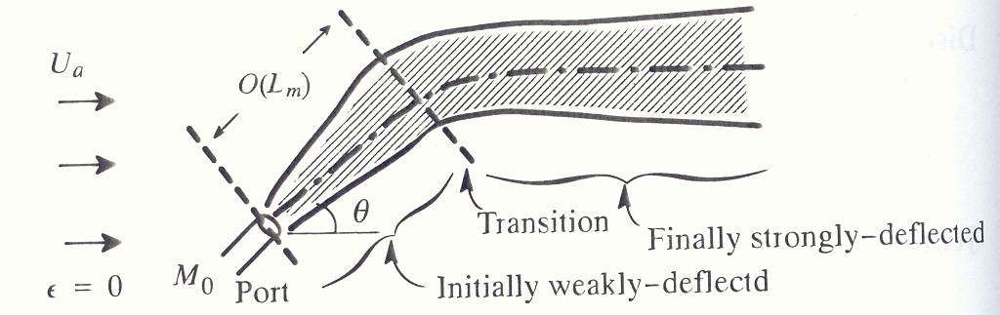 U_a
O(L_m)
θ
Transition
Finally strongly–deflected
M_0
Port
Initially weakly–deflectd
ϵ = 0